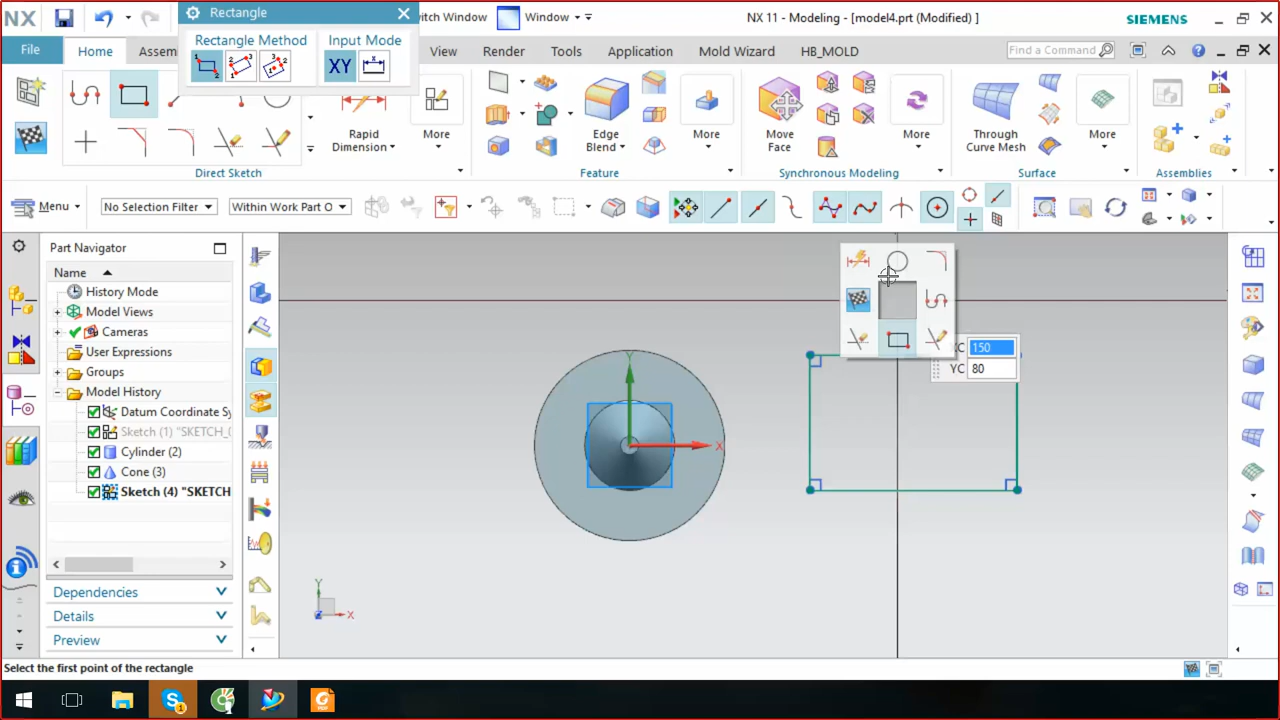 Rectangle
NX
witch Window
Window
NX 11 - Modeling - [model4.prt (Modified) ]
SIEMENS
Rectangle Method
Input Mode
XY
File
Home
Assem
View
Render
Tools
Application
Mold Wizard
HB_MOLD
Find a Command
Rapid
Dimension
More
Edge
Blend
More
Move
Face
More
Through
Curve Mesh
More
Direct Sketch
Feature
Synchronous Modeling
Surface
Assemblies
Menu
No Selection Filter
Within Work Part O
Part Navigator
Name
History Mode
Model Views
Cameras
User Expressions
Groups
Model History
Datum Coordinate Sy
Sketch (1) "SKETCH_0
Cylinder (2)
Cone (3)
Sketch (4) "SKETCH
Dependencies
Details
Preview
Y
X
Y
X
C 150
YC 80
Select the first point of the rectangle